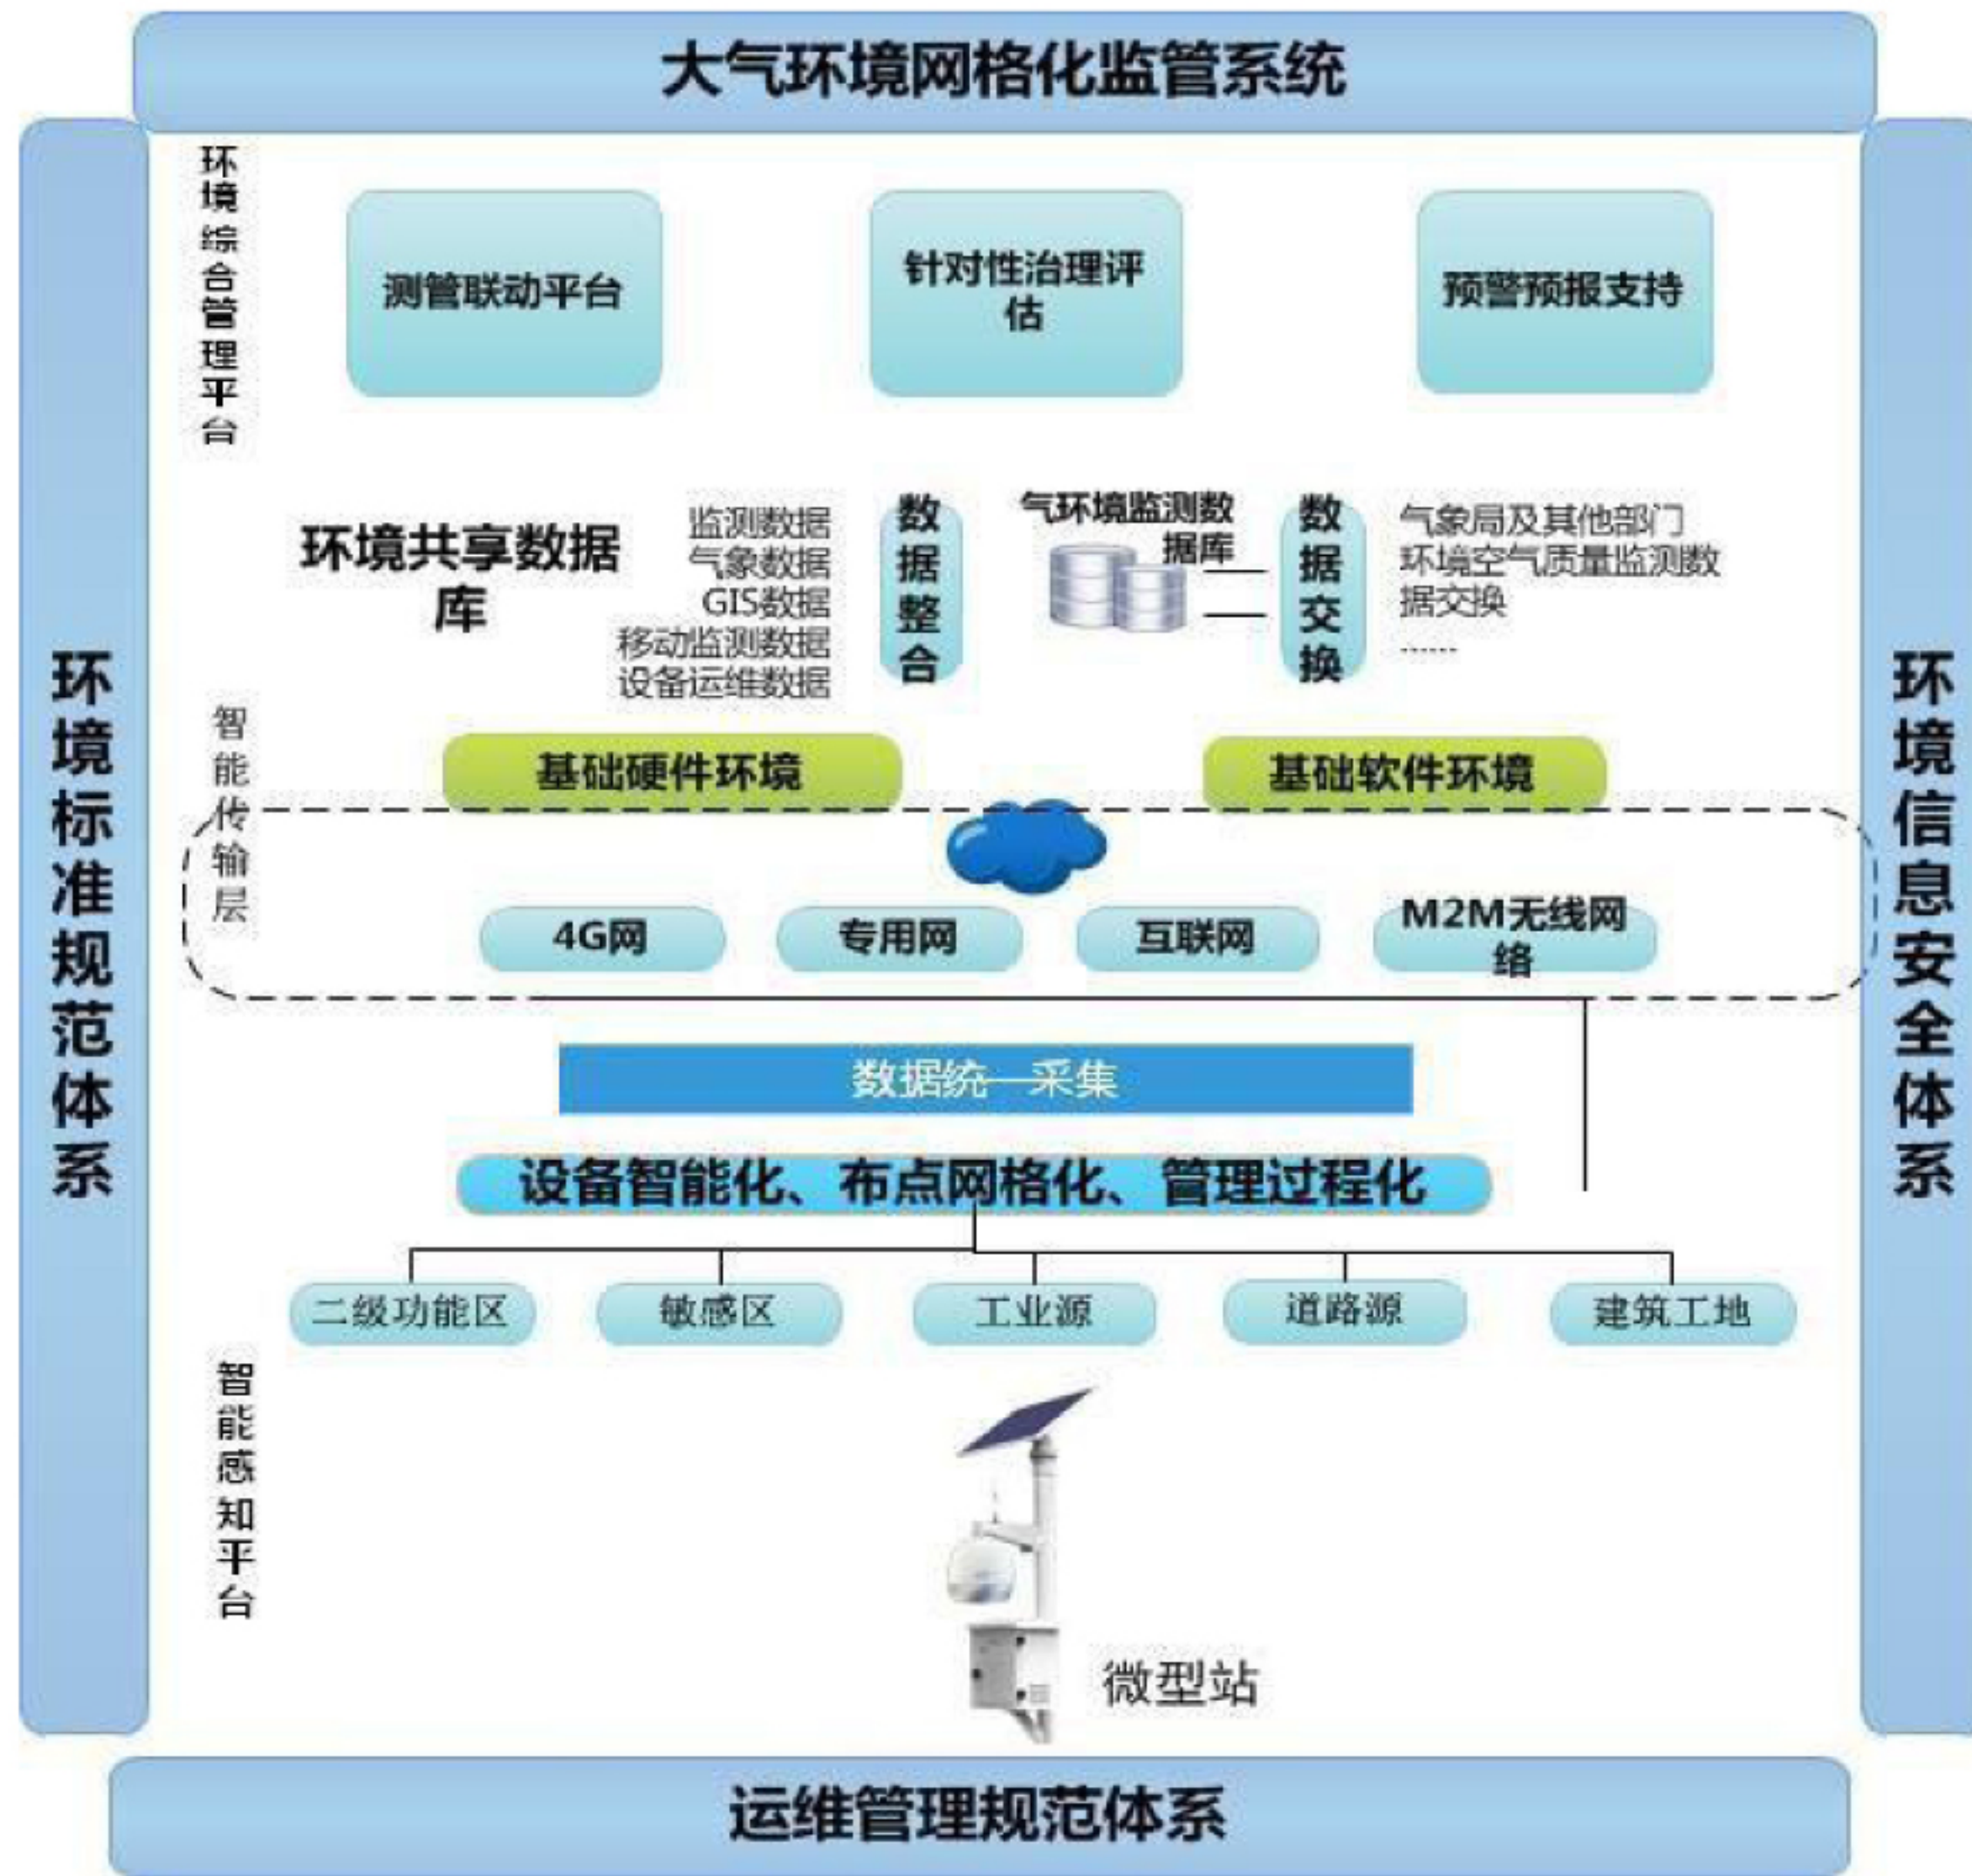 大气环境网格化监管系统
环境综合管理平台
测管联动平台
针对性治理评
估
预警预报支持
环境共享数据
库
监测数据
气象数据
GIS数据
移动监测数据
设备运维数据
数据整合
气环境监测数
据库
数据交换
气象局及其他部门
环境空气质量监测数
据交换
......
环境标准规范体系
环境信息安全体系
智能传输层
基础硬件环境
基础软件环境
4G网
专用网
互联网
M2M无线网
络
数据统一采集
设备智能化、布点网格化、管理过程化
二级功能区
敏感区
工业源
道路源
建筑工地
智能感知平台
微型站
运维管理规范体系